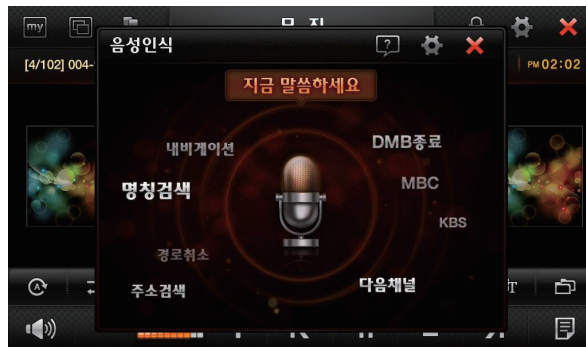 my
뮤직
[4/102] 004-
PM 02:02
음성인식
?
지금 말씀하세요
내비게이션
DMB종료
명칭검색
MBC
KBS
경로취소
주소검색
다음채널
A